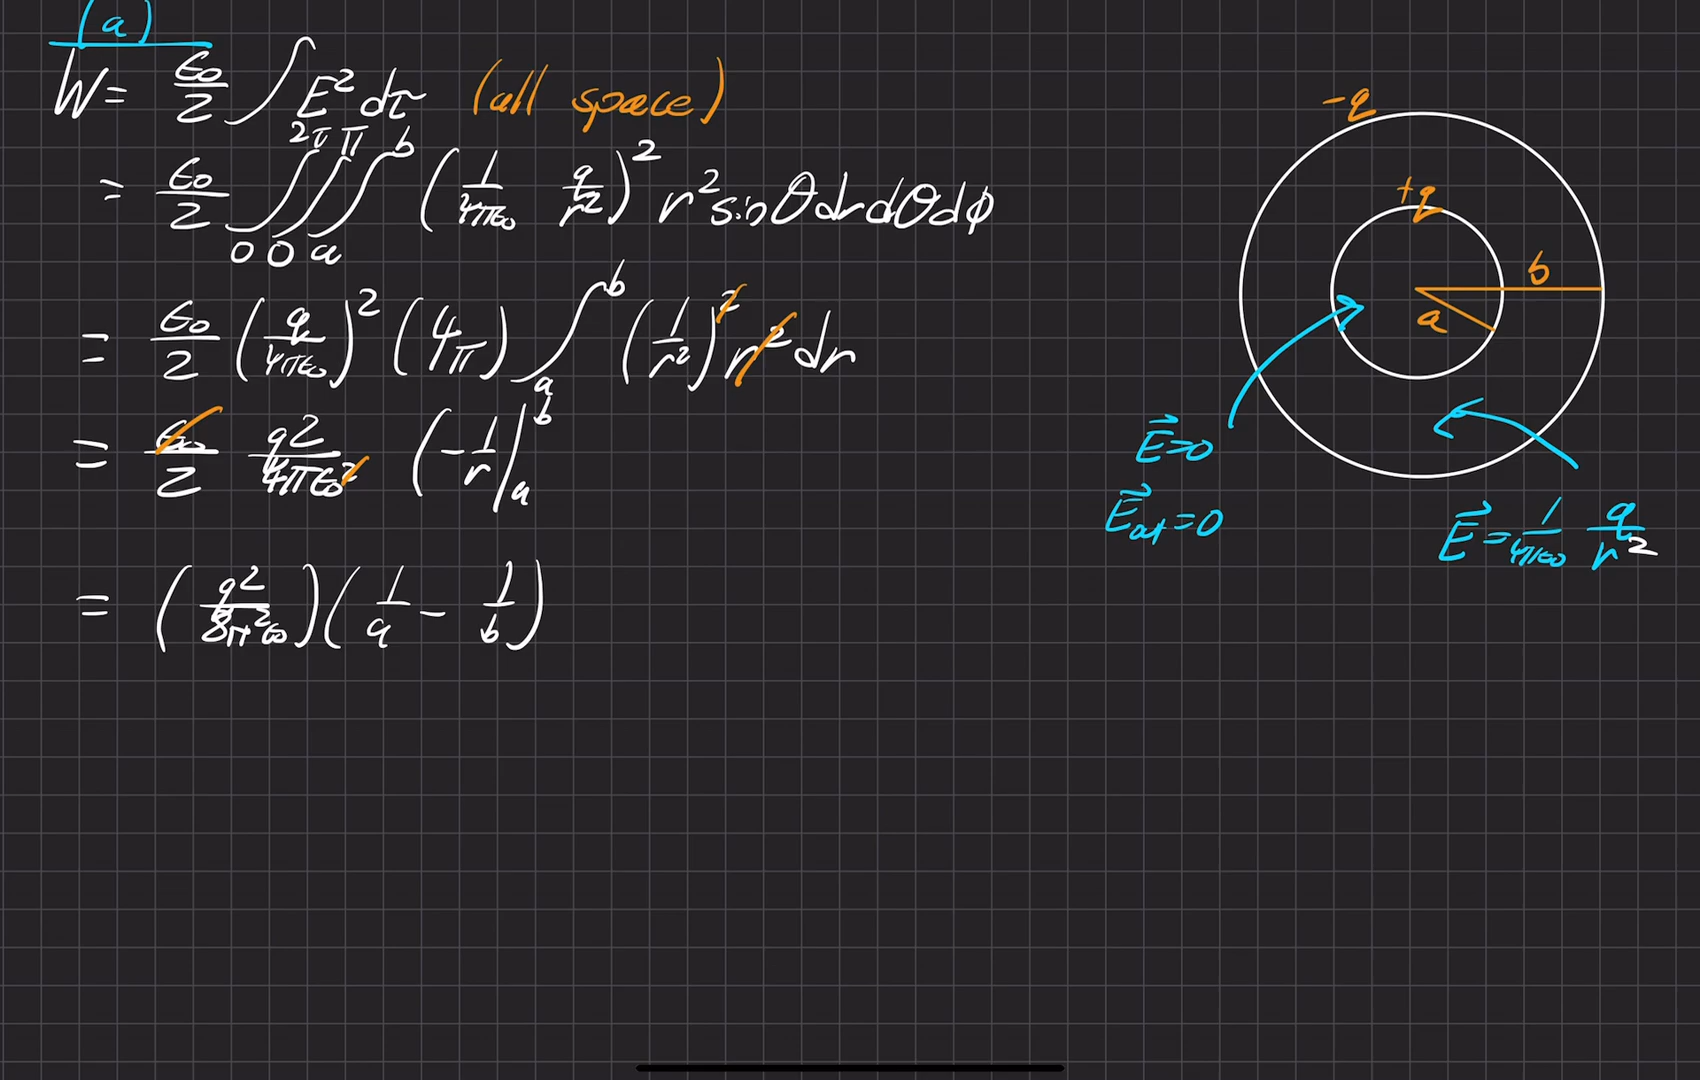 (a)
W = ε₀/2 ∫ E² dτ (all space)
= ε₀/2 ∫₀^2π ∫₀^π ∫ₐ^b (1/4πε₀ q/r²)² r² sinθ dr dθ dφ
= ε₀/2 (q/4πε₀)² (4π) ∫ₐ^b (1/r²)² r² dr
= ε₀/2 q²/4πε₀² (-1/r |ₐ^b
= (q²/8π²ε₀)(1/a - 1/b)
-q
+q
b
a
E⃗=0
E⃗out=0
E⃗=1/4πε₀ q/r²